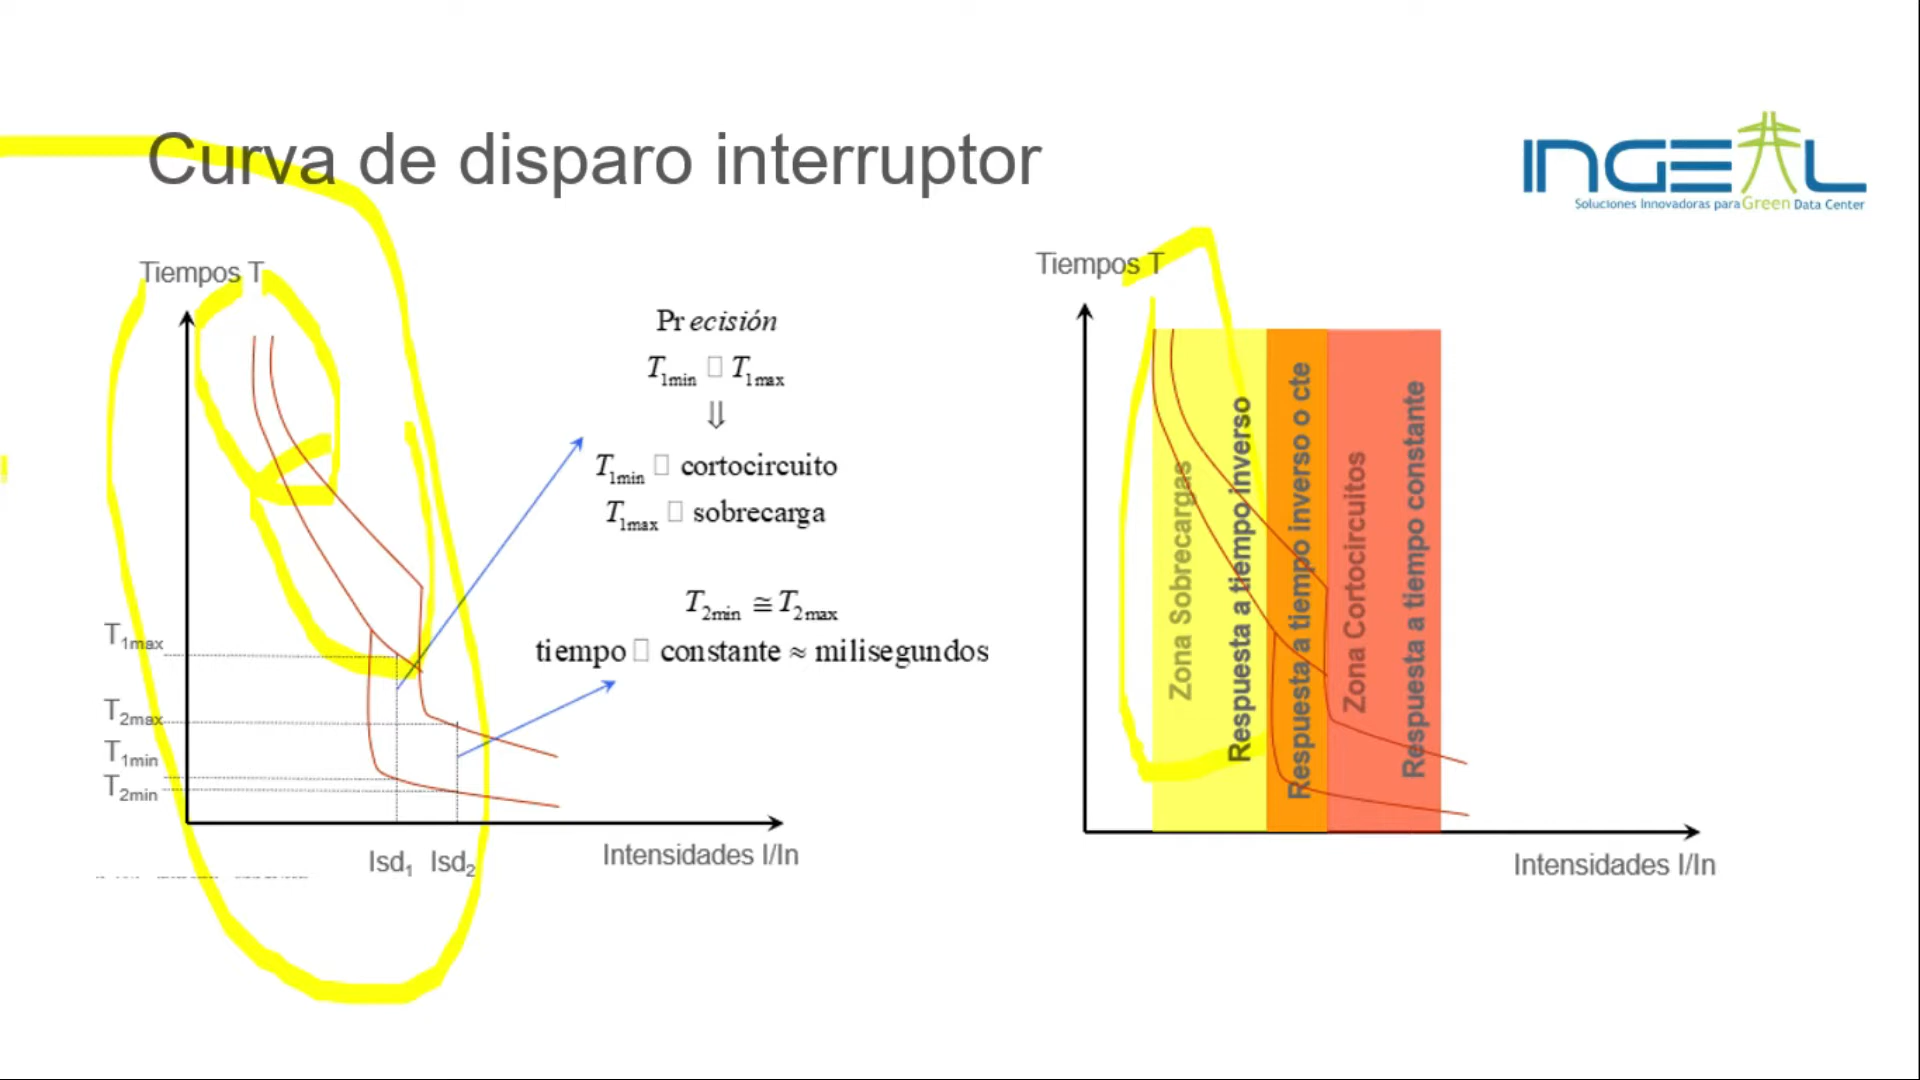 Curva de disparo interruptor
INGEAL
Soluciones Innovadoras para Green Data Center
Tiempos T
Precisión
T1min □ T1max
⇓
T1min □ cortocircuito
T1max □ sobrecarga
T2min ≅ T2max
tiempo □ constante ≈ milisegundos
T1max
T2max
T1min
T2min
Isd1 Isd2
Intensidades I/In
Tiempos T
Zona Sobrecargas
Respuesta a tiempo inverso
Respuesta a tiempo inverso o cte
Zona Cortocircuitos
Respuesta a tiempo constante
Intensidades I/In